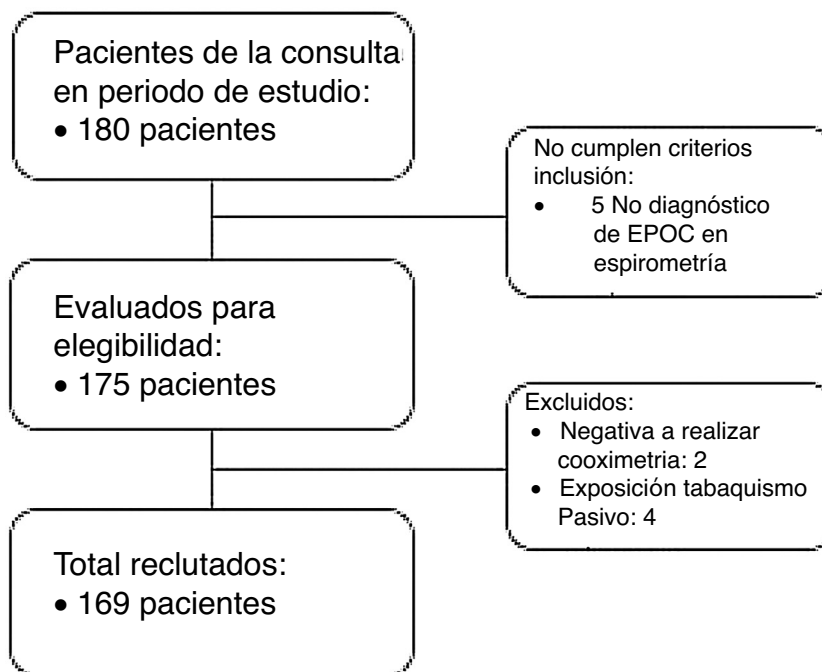 Pacientes de la consulta
en periodo de estudio:
• 180 pacientes
No cumplen criterios
inclusión:
• 5 No diagnóstico
de EPOC en
espirometría
Evaluados para
elegibilidad:
• 175 pacientes
Excluidos:
• Negativa a realizar
cooximetria: 2
• Exposición tabaquismo
Pasivo: 4
Total reclutados:
• 169 pacientes